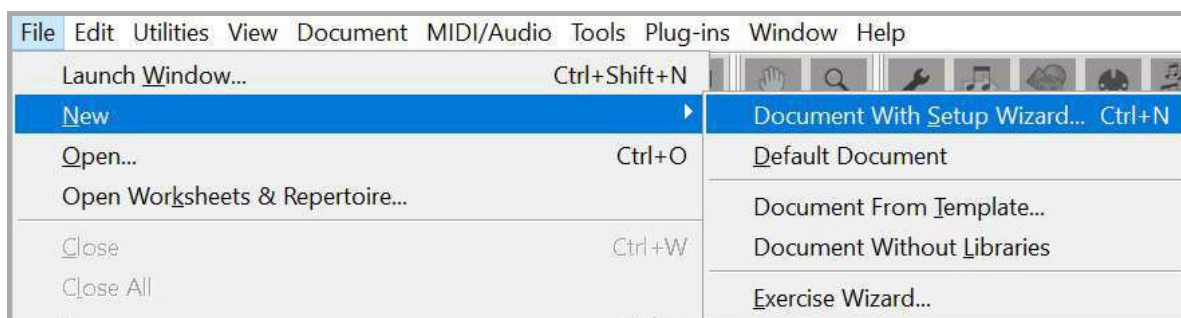 File Edit Utilities View Document MIDI/Audio Tools Plug-ins Window Help
Launch Window... Ctrl+Shift+N
New
Open... Ctrl+O
Open Worksheets & Repertoire...
Close Ctrl+W
Close All
Document With Setup Wizard... Ctrl+N
Default Document
Document From Template...
Document Without Libraries
Exercise Wizard...